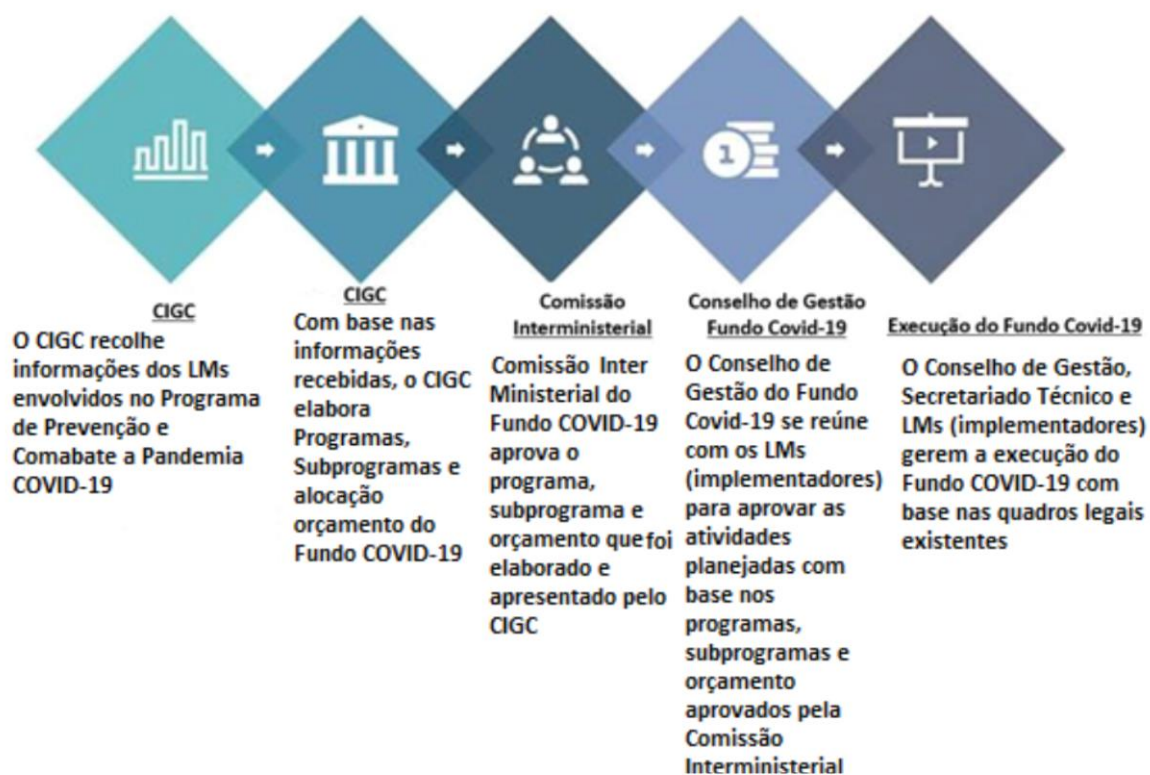 1
CIGC
O CIGC recolhe
informações dos LMs
envolvidos no Programa
de Prevenção e
Comabate a Pandemia
COVID-19
CIGC
Com base nas
informações
recebidas, o CIGC
elabora
Programas,
Subprogramas e
alocação
orçamento do
Fundo COVID-19
Comissão
Interministerial
Comissão Inter
Ministerial do
Fundo COVID-19
aprova o
programa,
subprograma e
orçamento que foi
elaborado e
apresentado pelo
CIGC
Conselho de Gestão
Fundo Covid-19
O Conselho de
Gestão do Fundo
Covid-19 se reúne
com os LMs
(implementadores)
para aprovar as
atividades
planejadas com
base nos
programas,
subprogramas e
orçamento
aprovados pela
Comissão
Interministerial
Execução do Fundo Covid-19
O Conselho de Gestão,
Secretariado Técnico e
LMs (implementadores)
gerem a execução do
Fundo COVID-19 com
base nas quadros legais
existentes